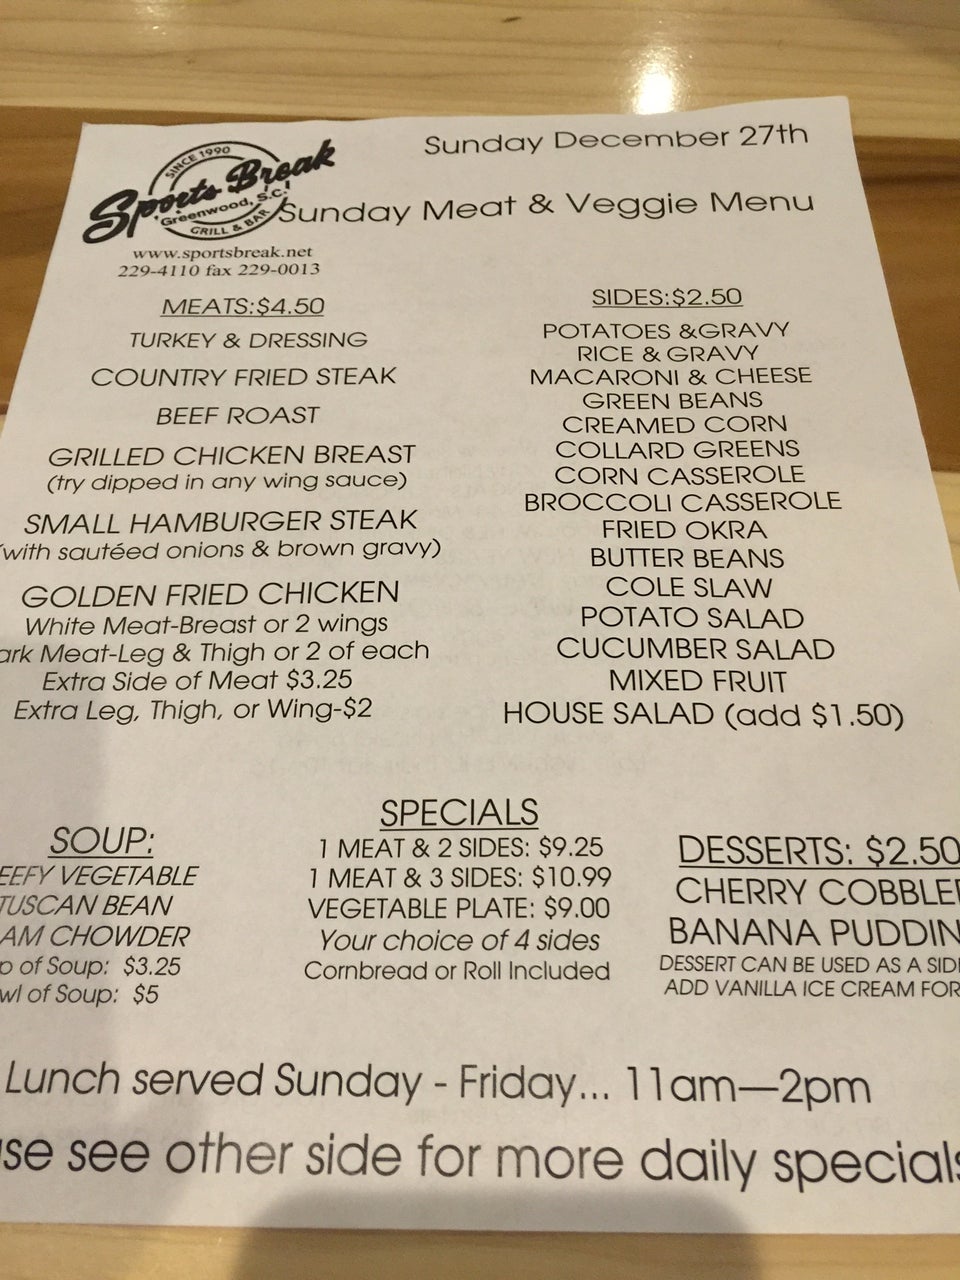 SINCE 1990
Sports Break
Greenwood, S.C.
GRILL & BAR
www.sportsbreak.net
229-4110 fax 229-0013
Sunday December 27th
Sunday Meat & Veggie Menu
MEATS:$4.50
TURKEY & DRESSING
COUNTRY FRIED STEAK
BEEF ROAST
GRILLED CHICKEN BREAST
(try dipped in any wing sauce)
SMALL HAMBURGER STEAK
(with sautéed onions & brown gravy)
GOLDEN FRIED CHICKEN
White Meat-Breast or 2 wings
ark Meat-Leg & Thigh or 2 of each
Extra Side of Meat $3.25
Extra Leg, Thigh, or Wing-$2
SIDES:$2.50
POTATOES &GRAVY
RICE & GRAVY
MACARONI & CHEESE
GREEN BEANS
CREAMED CORN
COLLARD GREENS
CORN CASSEROLE
BROCCOLI CASSEROLE
FRIED OKRA
BUTTER BEANS
COLE SLAW
POTATO SALAD
CUCUMBER SALAD
MIXED FRUIT
HOUSE SALAD (add $1.50)
SOUP:
EEFY VEGETABLE
TUSCAN BEAN
AM CHOWDER
p of Soup: $3.25
wl of Soup: $5
SPECIALS
1 MEAT & 2 SIDES: $9.25
1 MEAT & 3 SIDES: $10.99
VEGETABLE PLATE: $9.00
Your choice of 4 sides
Cornbread or Roll Included
DESSERTS: $2.50
CHERRY COBBLE
BANANA PUDDIN
DESSERT CAN BE USED AS A SID
ADD VANILLA ICE CREAM FOR
Lunch served Sunday - Friday... 11am—2pm
se see other side for more daily specials